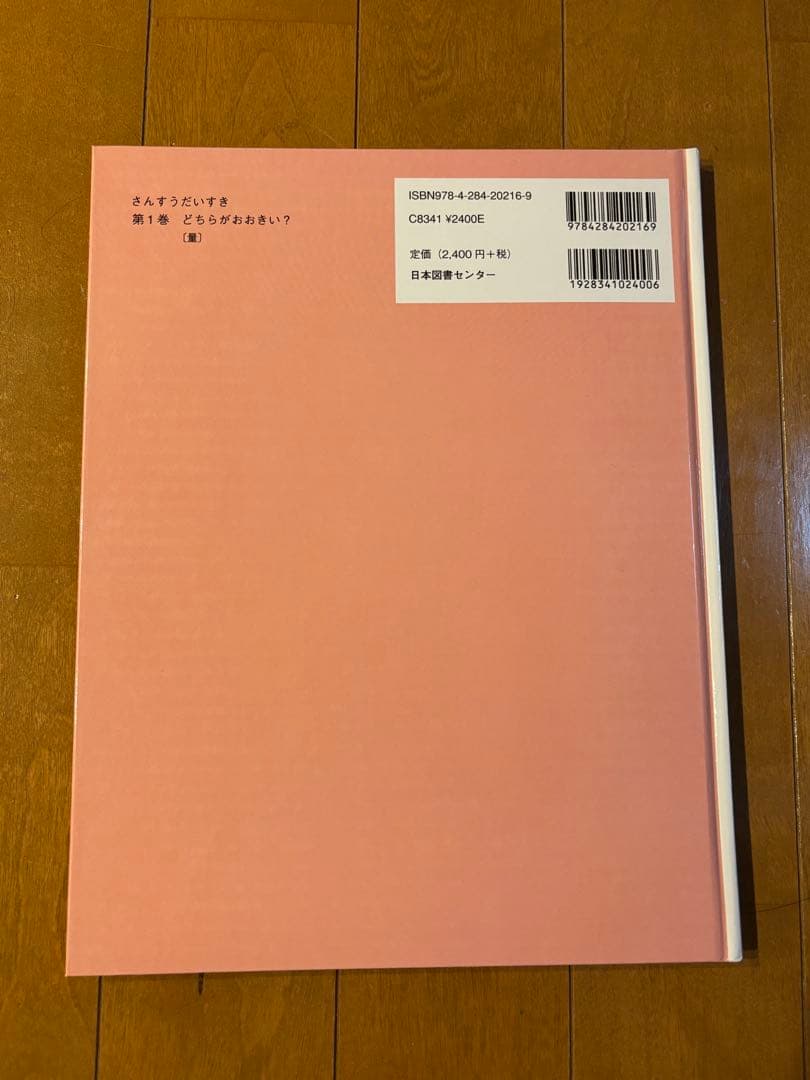 さんすうだいすき
第1巻　どちらがおおきい？
〔量〕
ISBN978-4-284-20216-9
C8341 ¥2400E
定価（2,400円＋税）
日本図書センター
9784284202169
1928341024006